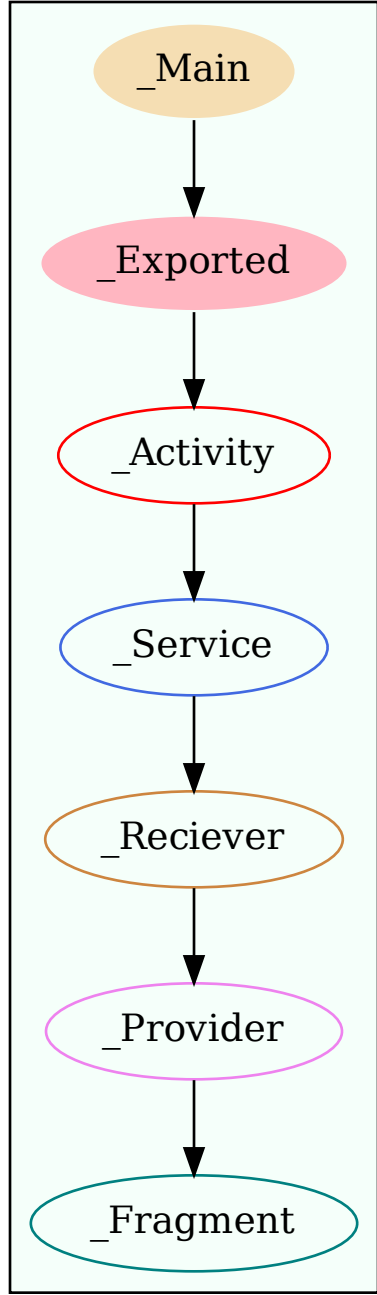 _Main
_Exported
_Activity
_Service
_Reciever
_Provider
_Fragment